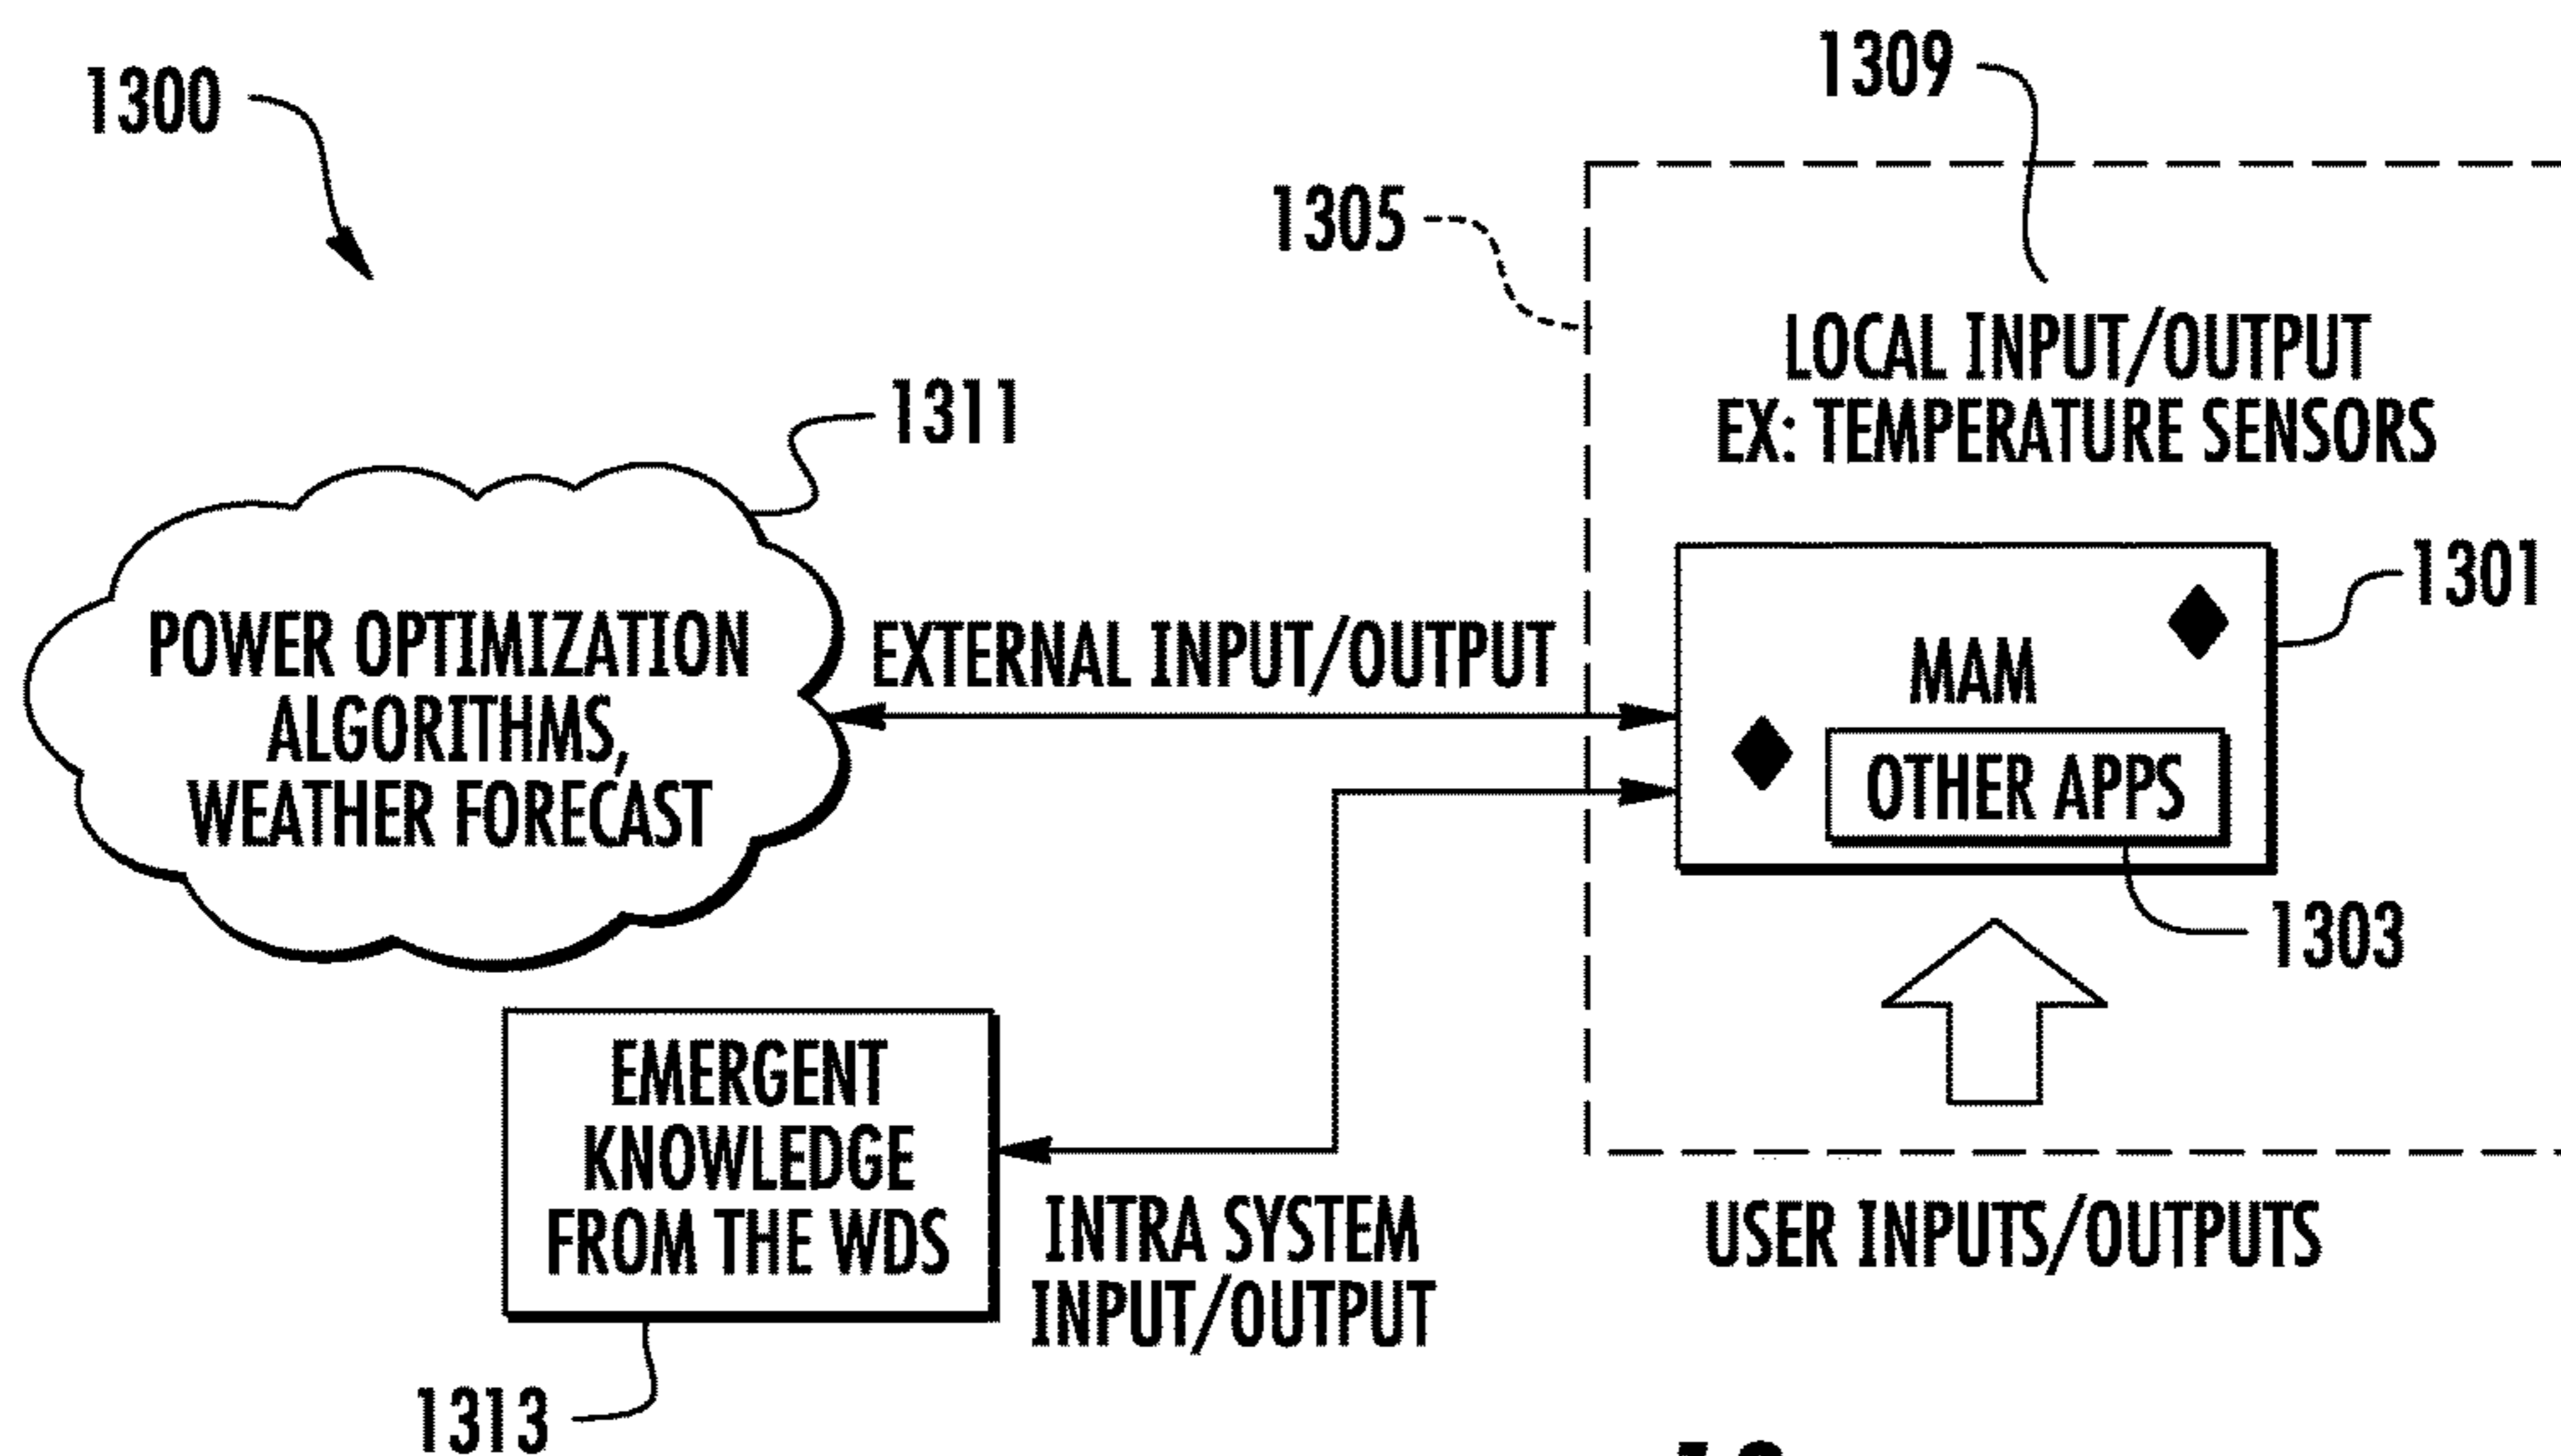 1300
1309
1305
LOCAL INPUT/OUTPUT
EX: TEMPERATURE SENSORS
1311
1301
POWER OPTIMIZATION
ALGORITHMS,
WEATHER FORECAST
EXTERNAL INPUT/OUTPUT
MAM
OTHER APPS
1303
EMERGENT
KNOWLEDGE
FROM THE WDS
INTRA SYSTEM
INPUT/OUTPUT
USER INPUTS/OUTPUTS
1313